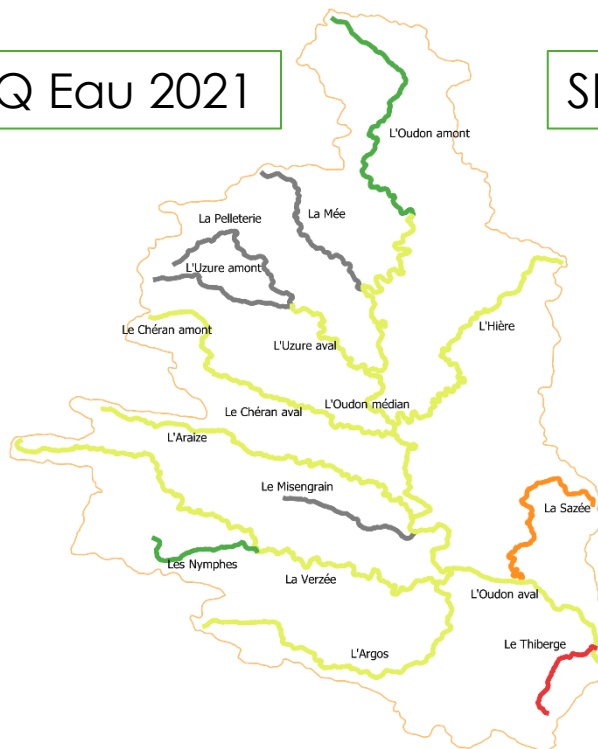 Q Eau 2021
L'Oudon amont
La Pelleterie
La Mée
L'Uzure amont
Le Chéran amont
L'Hière
L'Uzure aval
Le Chéran aval
L'Oudon médian
L'Araize
Le Misengrain
La Sazée
Les Nymphes
La Verzée
L'Oudon aval
L'Argos
Le Thiberge